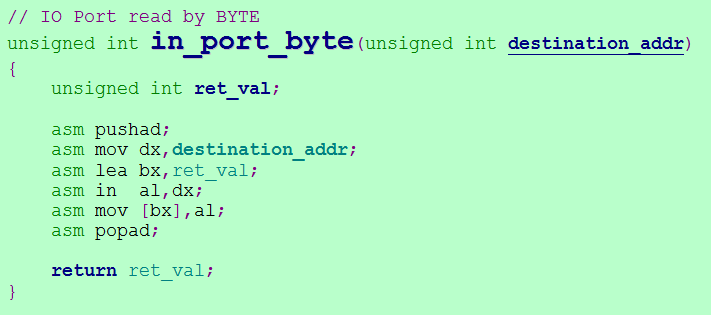 // IO Port read by BYTE
unsigned int in_port_byte(unsigned int destination_addr)
{
    unsigned int ret_val;

    asm pushad;
    asm mov dx,destination_addr;
    asm lea bx,ret_val;
    asm in  al,dx;
    asm mov [bx],al;
    asm popad;

    return ret_val;
}